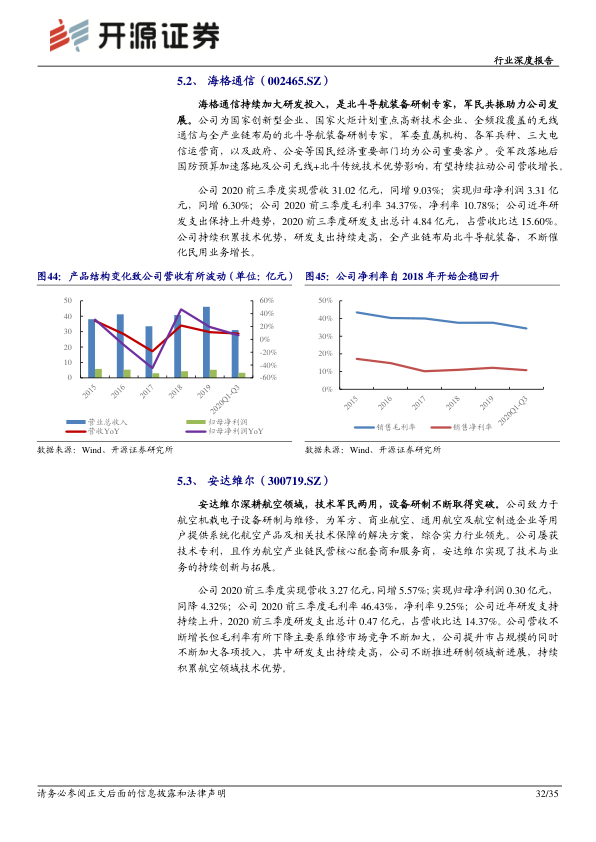 开源证券
行业深度报告
5.2、 海格通信（002465.SZ）
海格通信持续加大研发投入，是北斗导航装备研制专家，军民共振助力公司发
展。公司为国家创新型企业、国家火炬计划重点高新技术企业、全频段覆盖的无线
通信与全产业链布局的北斗导航装备研制专家。军委直属机构、各军兵种、三大电
信运营商，以及政府、公安等国民经济重要部门均为公司重要客户。受军改落地后
国防预算加速落地及公司无线+北斗传统技术优势影响，有望持续拉动公司营收增长。
公司 2020 前三季度实现营收 31.02 亿元，同增 9.03%；实现归母净利润 3.31 亿
元，同增 6.30%；公司 2020 前三季度毛利率 34.37%，净利率 10.78%；公司近年研
发支出保持上升趋势，2020 前三季度研发支出总计 4.84 亿元，占营收比达 15.60%。
公司持续积累技术优势，研发支出持续走高，全产业链布局北斗导航装备，不断催
化民用业务增长。
图44：产品结构变化致公司营收有所波动（单位：亿元）
图45：公司净利率自 2018 年开始企稳回升
50
40
30
20
10
0
60%
40%
20%
0%
-20%
-40%
-60%
2015
2016
2017
2018
2019
2020Q1-Q3
营业总收入
归母净利润
营收YoY
归母净利润YoY
50%
40%
30%
20%
10%
0%
2015
2016
2017
2018
2019
2020Q1-Q3
销售毛利率
销售净利率
数据来源：Wind、开源证券研究所
数据来源：Wind、开源证券研究所
5.3、 安达维尔（300719.SZ）
安达维尔深耕航空领域，技术军民两用，设备研制不断取得突破。公司致力于
航空机载电子设备研制与维修，为军方、商业航空、通用航空及航空制造企业等用
户提供系统化航空产品及相关技术保障的解决方案，综合实力行业领先。公司屡获
技术专利，且作为航空产业链民营核心配套商和服务商，安达维尔实现了技术与业
务的持续创新与拓展。
公司 2020 前三季度实现营收 3.27 亿元，同增 5.57%；实现归母净利润 0.30 亿元，
同降 4.32%；公司 2020 前三季度毛利率 46.43%，净利率 9.25%；公司近年研发支持
持续上升，2020 前三季度研发支出总计 0.47 亿元，占营收比达 14.37%。公司营收不
断增长但毛利率有所下降主要系维修市场竞争不断加大，公司提升市占规模的同时
不断加大各项投入，其中研发支出持续走高，公司不断推进研制领域新进展，持续
积累航空领域技术优势。
请务必参阅正文后面的信息披露和法律声明
32/35